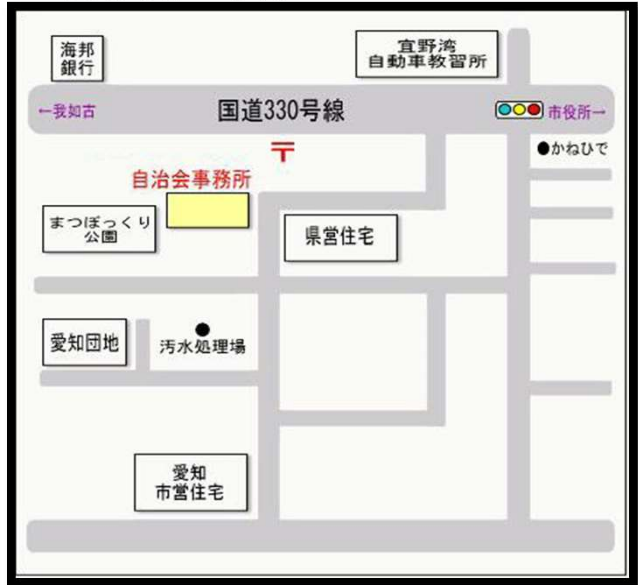 海邦
銀行
宜野湾
自動車教習所
←我如古
国道330号線
市役所→
〒
●かねひで
自治会事務所
まつぼっくり
公園
県営住宅
愛知団地
汚水処理場
愛知
市営住宅